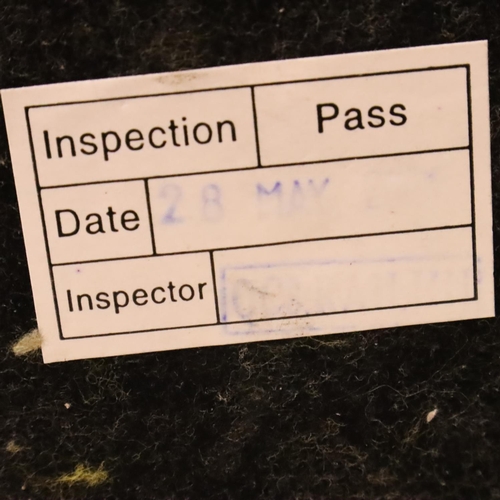 Inspection Pass
Date 28 MAY
Inspector